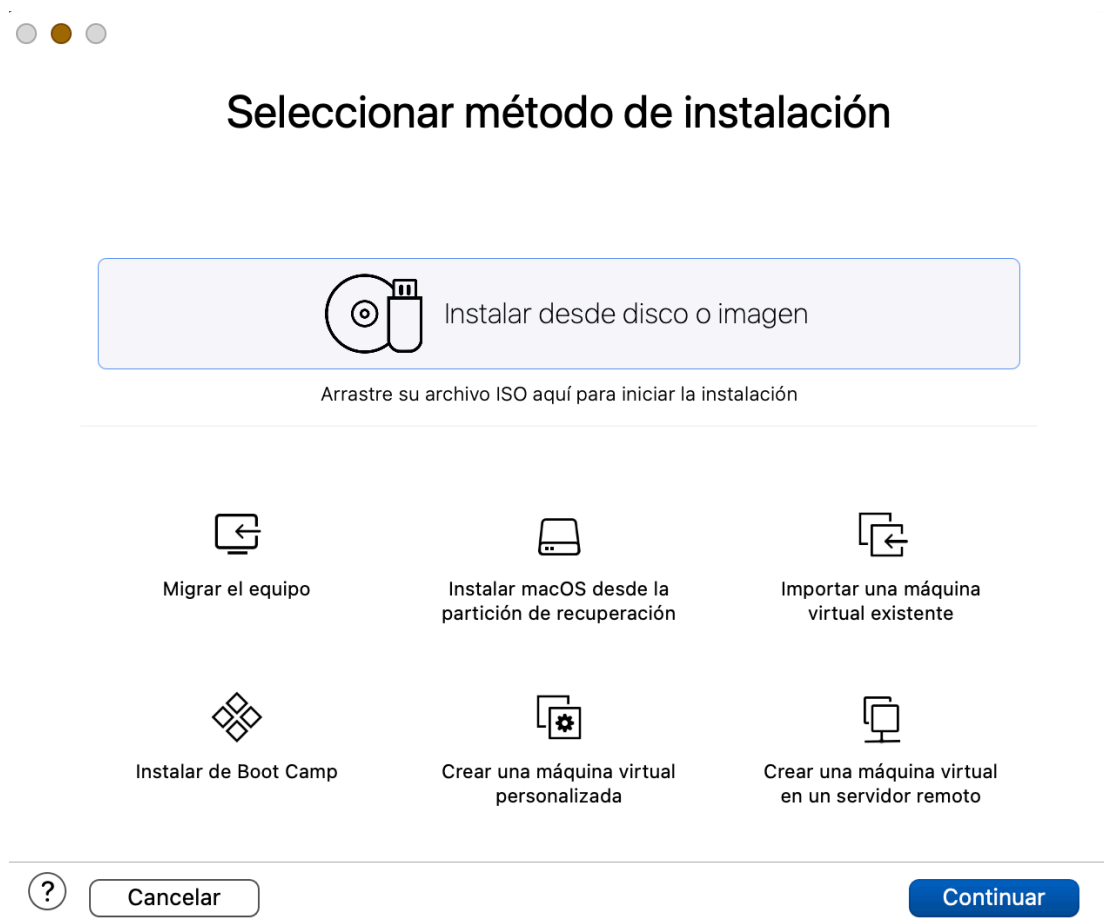 Seleccionar método de instalación
Instalar desde disco o imagen
Arrastre su archivo ISO aquí para iniciar la instalación
Migrar el equipo
Instalar macOS desde la
partición de recuperación
Importar una máquina
virtual existente
Instalar de Boot Camp
Crear una máquina virtual
personalizada
Crear una máquina virtual
en un servidor remoto
?
Cancelar
Continuar